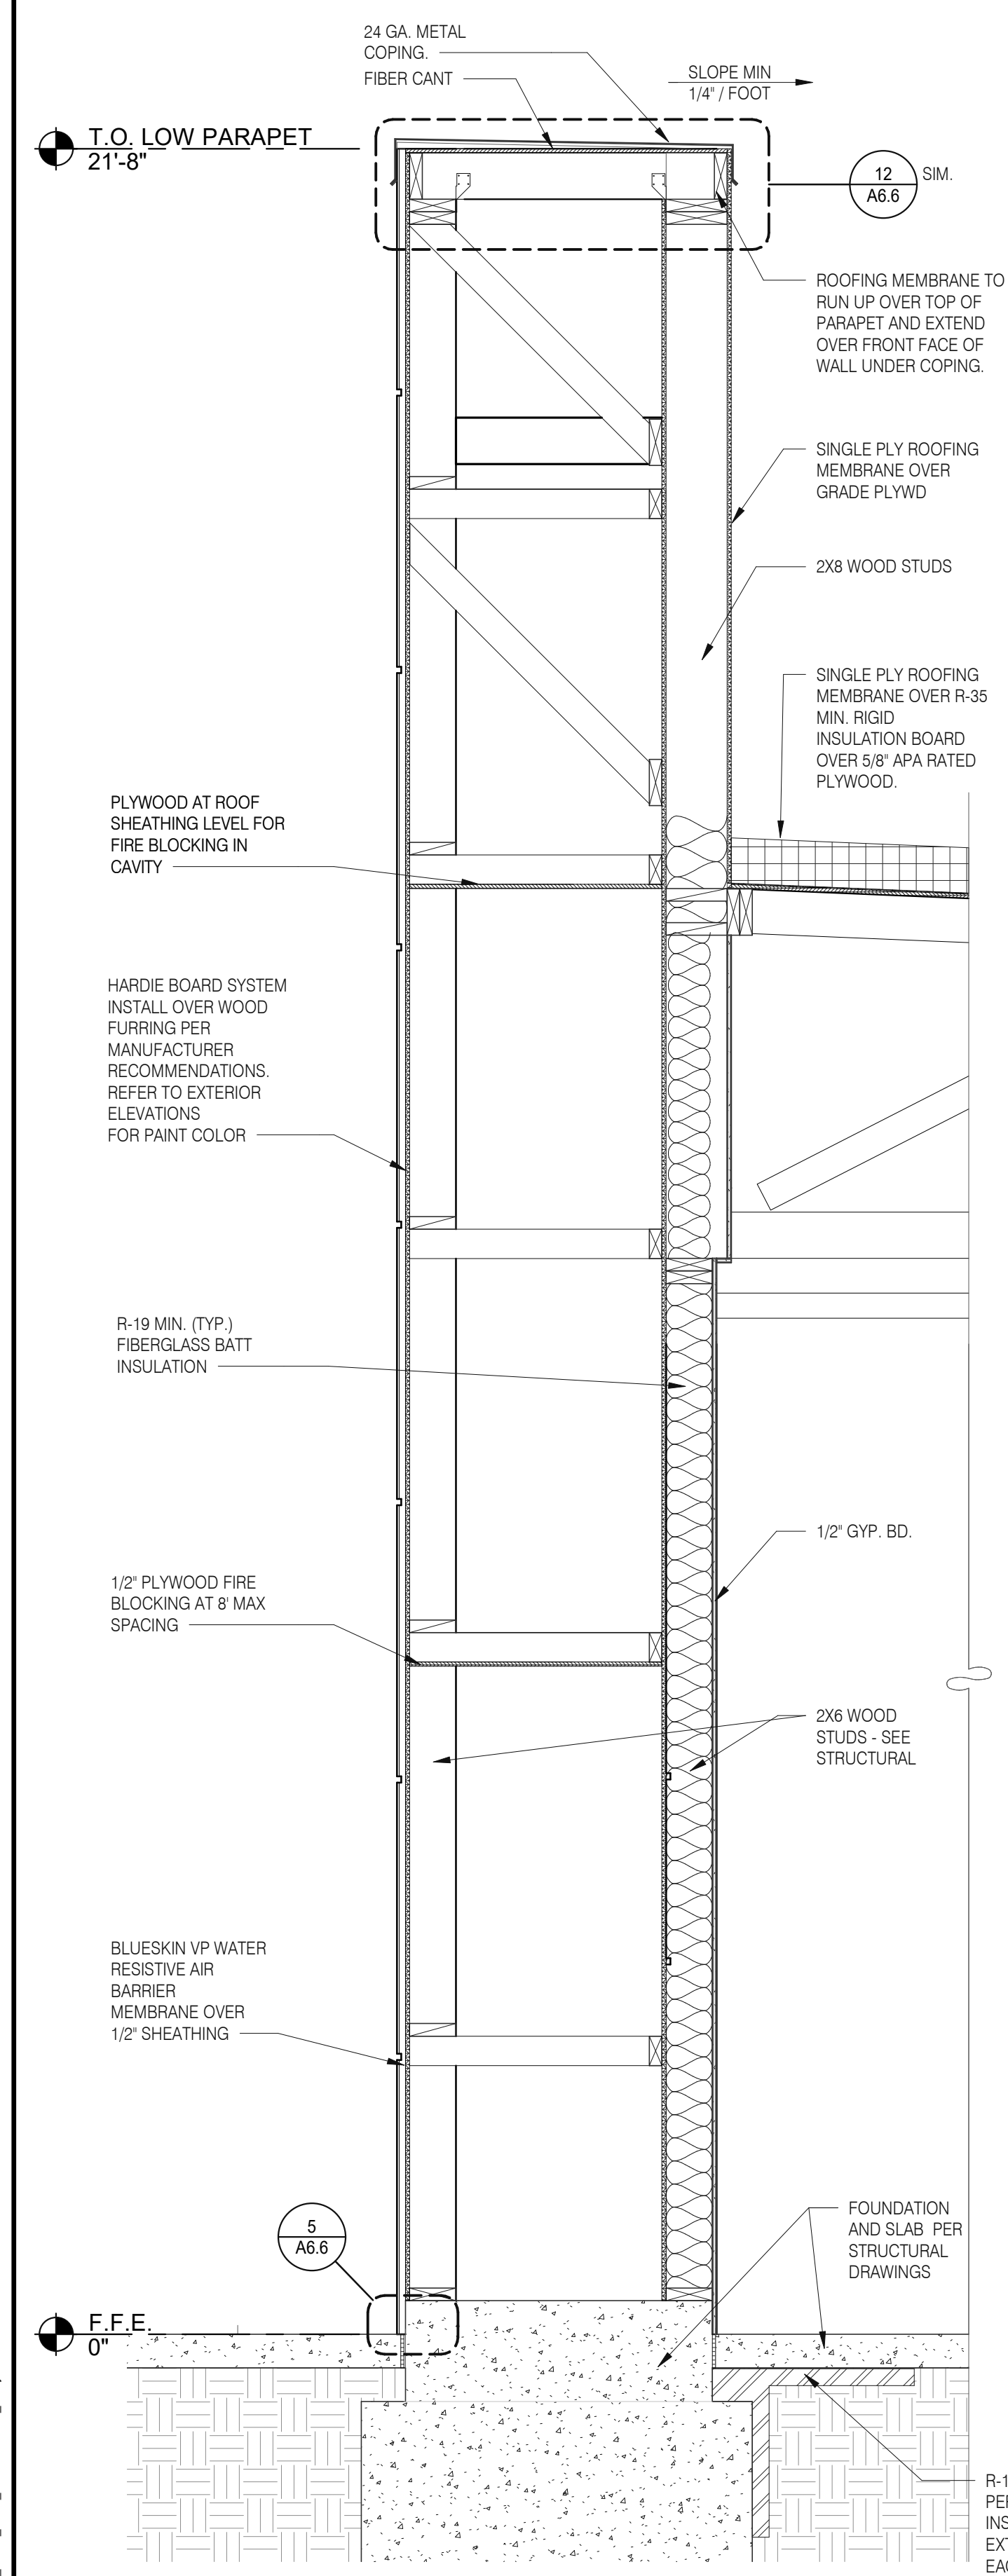 24 GA. METAL
COPING.
FIBER CANT
SLOPE MIN
1/4" / FOOT
T.O. LOW PARAPET
21'-8"
12
A6.6
SIM.
ROOFING MEMBRANE TO
RUN UP OVER TOP OF
PARAPET AND EXTEND
OVER FRONT FACE OF
WALL UNDER COPING.
SINGLE PLY ROOFING
MEMBRANE OVER
GRADE PLYWD
2X8 WOOD STUDS
SINGLE PLY ROOFING
MEMBRANE OVER R-35
MIN. RIGID
INSULATION BOARD
OVER 5/8" APA RATED
PLYWOOD.
PLYWOOD AT ROOF
SHEATHING LEVEL FOR
FIRE BLOCKING IN
CAVITY
HARDIE BOARD SYSTEM
INSTALL OVER WOOD
FURRING PER
MANUFACTURER
RECOMMENDATIONS.
REFER TO EXTERIOR
ELEVATIONS
FOR PAINT COLOR
R-19 MIN. (TYP.)
FIBERGLASS BATT
INSULATION
1/2" GYP. BD.
1/2" PLYWOOD FIRE
BLOCKING AT 8' MAX
SPACING
2X6 WOOD
STUDS - SEE
STRUCTURAL
BLUESKIN VP WATER
RESISTIVE AIR
BARRIER
MEMBRANE OVER
1/2" SHEATHING
5
A6.6
FOUNDATION
AND SLAB PER
STRUCTURAL
DRAWINGS
F.F.E.
0"